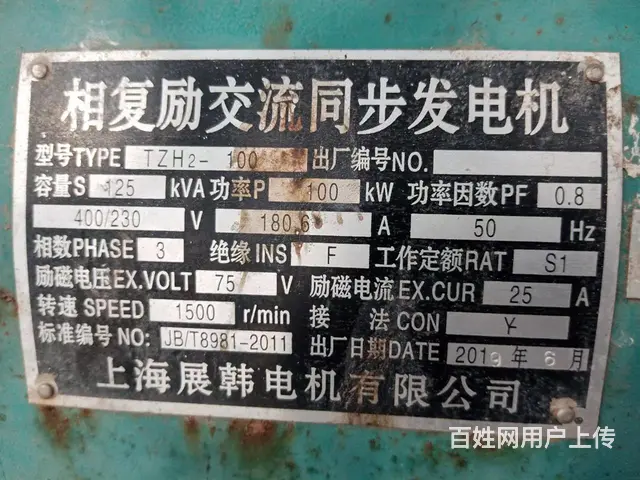 相复励交流同步发电机
型号TYPE TZH2-100 出厂编号NO.
容量S 125 kVA 功率P 100 kW 功率因数PF 0.8
400/230 V 180.6 A 50 Hz
相数PHASE 3 绝缘INS F 工作定额RAT S1
励磁电压EX.VOLT 75 V 励磁电流EX.CUR 25 A
转速SPEED 1500 r/min 接 法CON Y
标准编号NO: JB/T8981-2011 出厂日期DATE 2019 年 6 月
上海展韩电机有限公司
百姓网用户上传